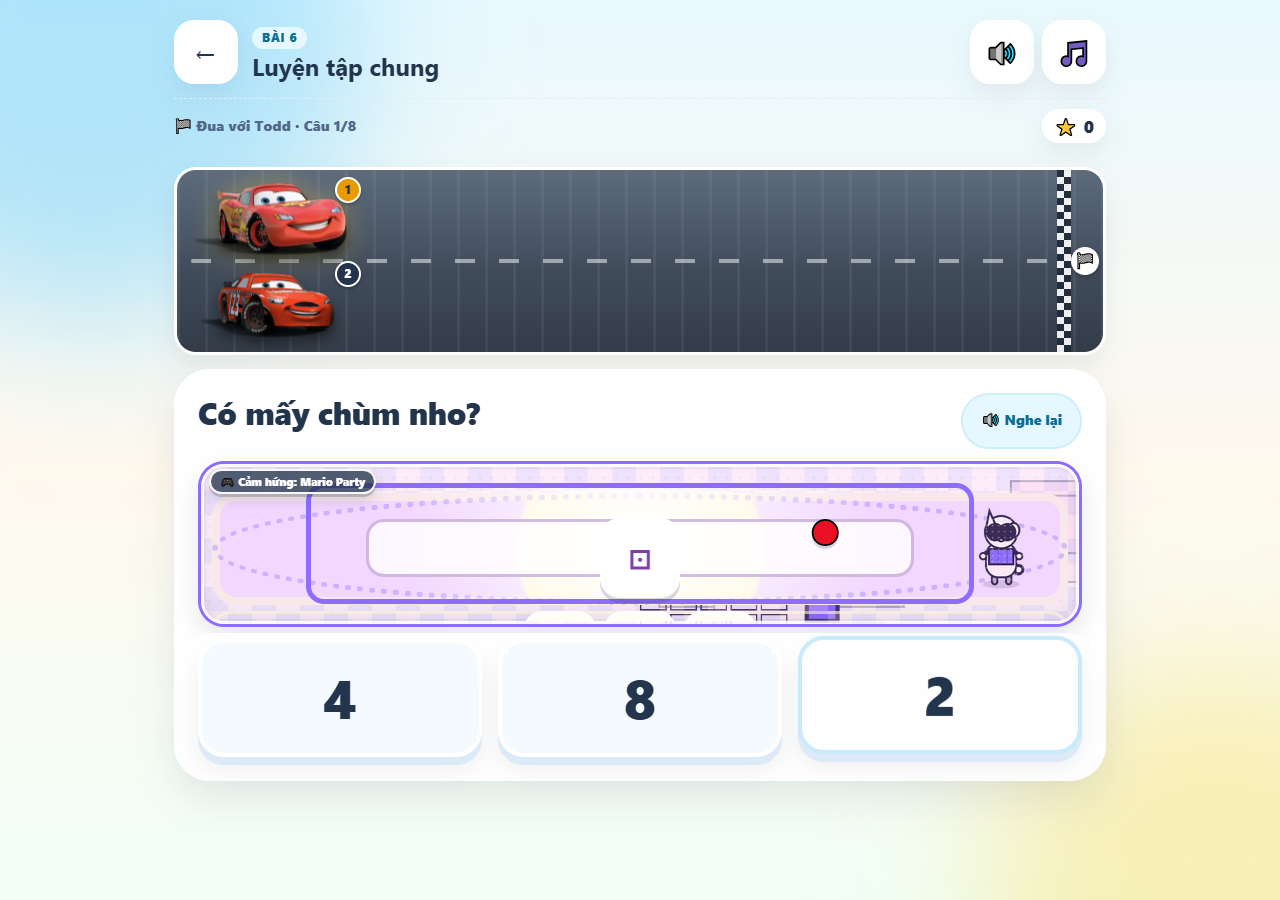 BÀI 6
Luyện tập chung
Đua với Todd · Câu 1/8
0
1
2
Có mấy chùm nho?
Nghe lại
Cảm hứng: Mario Party
4
8
2